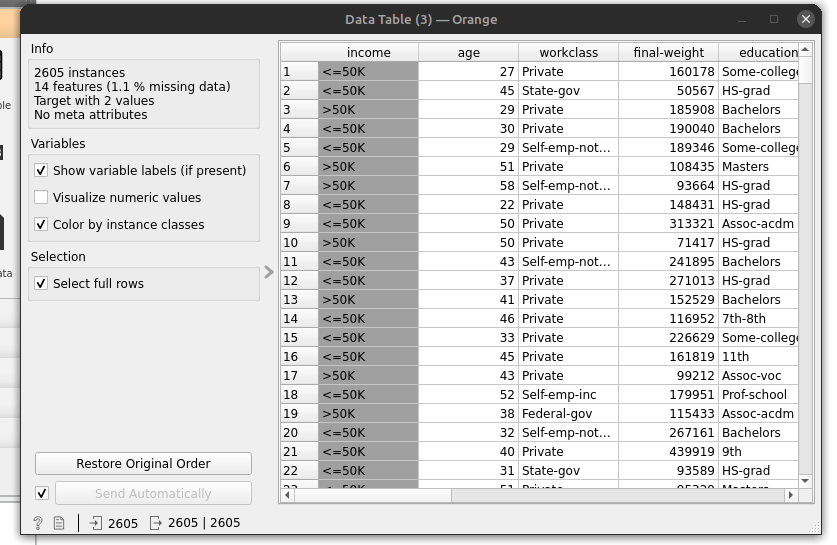 Data Table (3) — Orange
Info
2605 instances
14 features (1.1 % missing data)
Target with 2 values
No meta attributes
Variables
Show variable labels (if present)
Visualize numeric values
Color by instance classes
Selection
Select full rows
Restore Original Order
Send Automatically
2605
2605 | 2605
income age workclass final-weight education
1 <=50K 27 Private 160178 Some-college
2 <=50K 45 State-gov 50567 HS-grad
3 >50K 29 Private 185908 Bachelors
4 <=50K 30 Private 190040 Bachelors
5 <=50K 29 Self-emp-not... 189346 Some-college
6 >50K 51 Private 108435 Masters
7 >50K 58 Self-emp-not... 93664 HS-grad
8 <=50K 22 Private 148431 HS-grad
9 <=50K 50 Private 313321 Assoc-acdm
10 >50K 50 Private 71417 HS-grad
11 <=50K 43 Self-emp-not... 241895 Bachelors
12 <=50K 37 Private 271013 HS-grad
13 >50K 41 Private 152529 Bachelors
14 <=50K 46 Private 116952 7th-8th
15 <=50K 33 Private 226629 Some-college
16 <=50K 45 Private 161819 11th
17 >50K 43 Private 99212 Assoc-voc
18 <=50K 52 Self-emp-inc 179951 Prof-school
19 >50K 38 Federal-gov 115433 Assoc-acdm
20 <=50K 32 Self-emp-not... 267161 Bachelors
21 <=50K 40 Private 439919 9th
22 <=50K 31 State-gov 93589 HS-grad